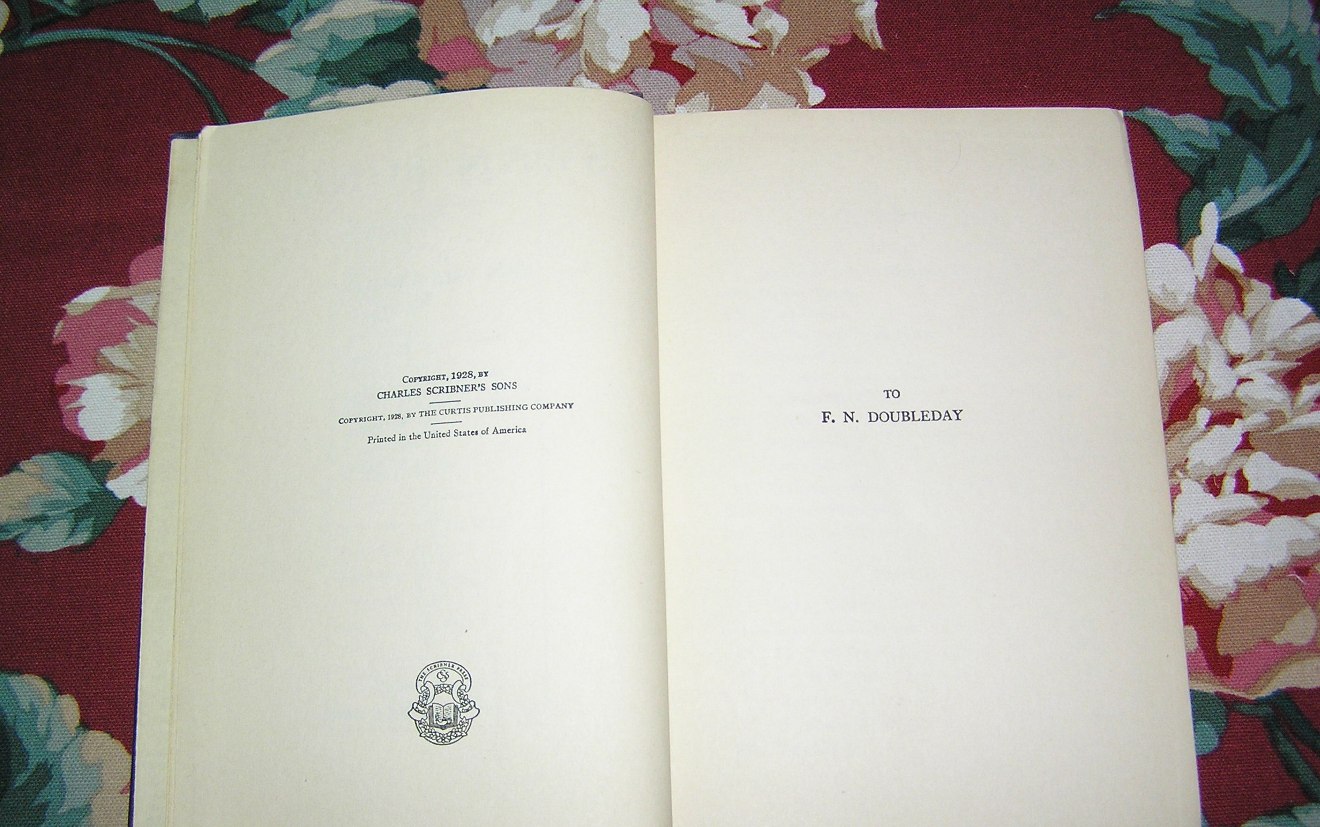 Copyright, 1928, by
CHARLES SCRIBNER'S SONS
Copyright, 1928, by THE CURTIS PUBLISHING COMPANY
Printed in the United States of America
THE SCRIBNER PRESS
TO
F. N. DOUBLEDAY